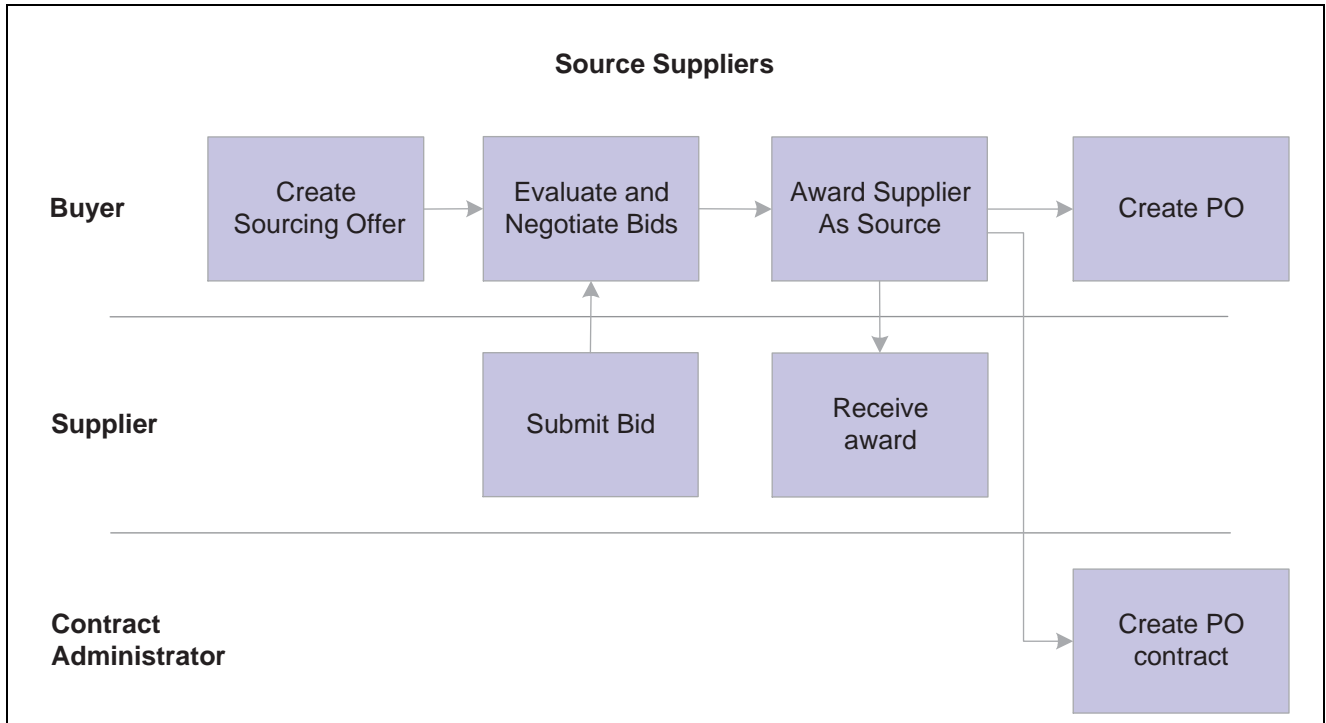 Source Suppliers
Buyer
Create
Sourcing Offer
Evaluate and
Negotiate Bids
Award Supplier
As Source
Create PO
Supplier
Submit Bid
Receive
award
Contract
Administrator
Create PO
contract